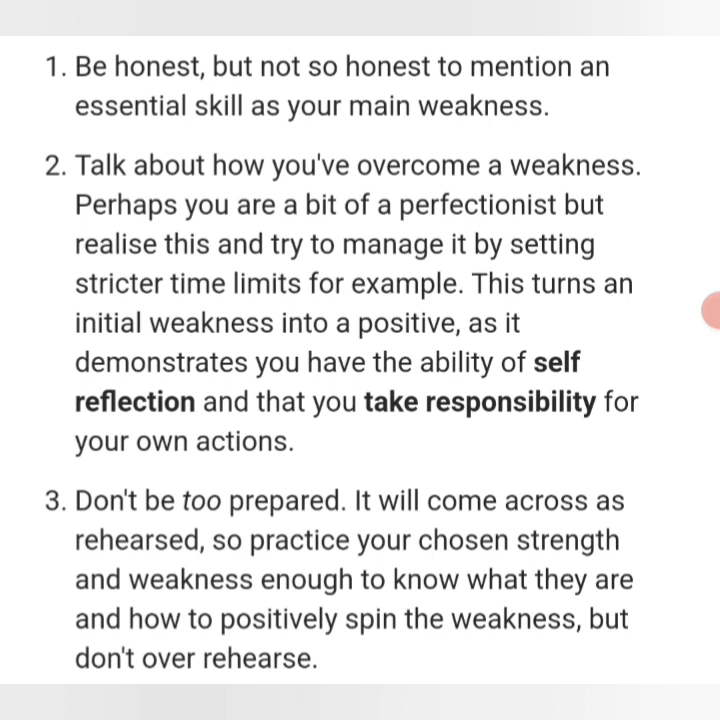 1. Be honest, but not so honest to mention an
essential skill as your main weakness.
2. Talk about how you've overcome a weakness.
Perhaps you are a bit of a perfectionist but
realise this and try to manage it by setting
stricter time limits for example. This turns an
initial weakness into a positive, as it
demonstrates you have the ability of self
reflection and that you take responsibility for
your own actions.
3. Don't be too prepared. It will come across as
rehearsed, so practice your chosen strength
and weakness enough to know what they are
and how to positively spin the weakness, but
don't over rehearse.